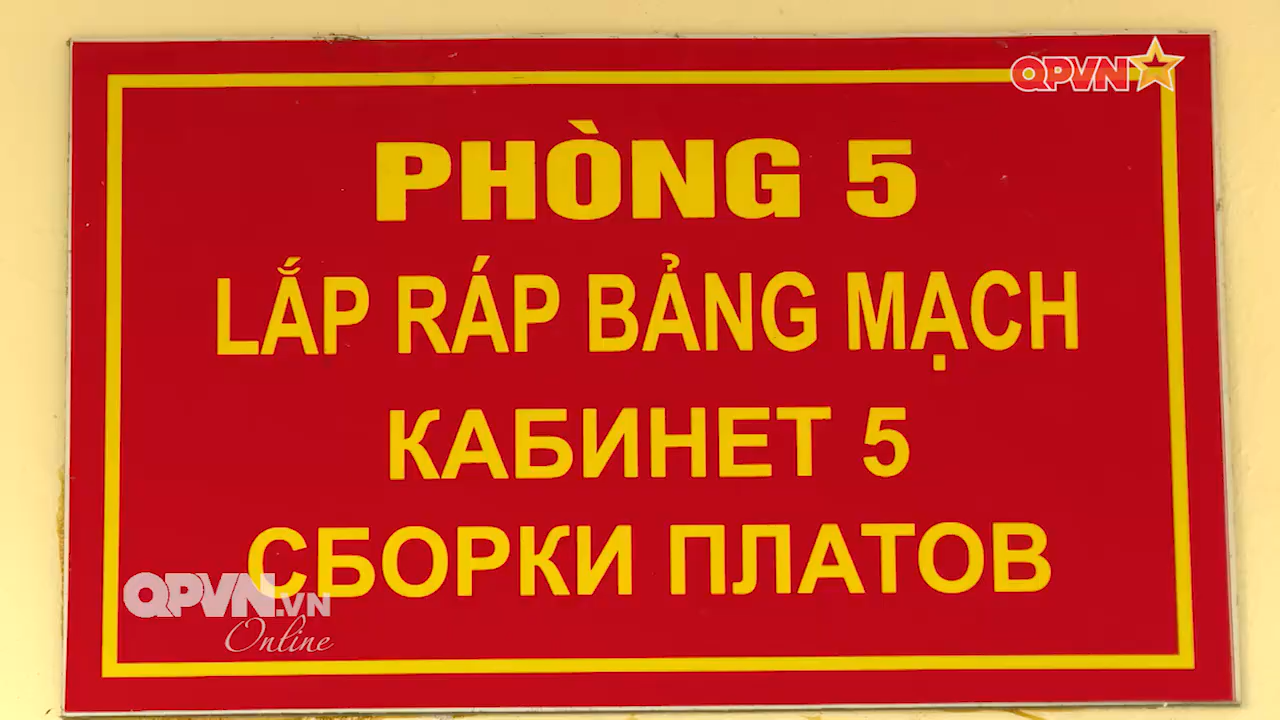 QPVN
PHÒNG 5
LẮP RÁP BẢNG MẠCH
КАБИНЕТ 5
СБОРКИ ПЛАТОВ
QPVN.VN
Online